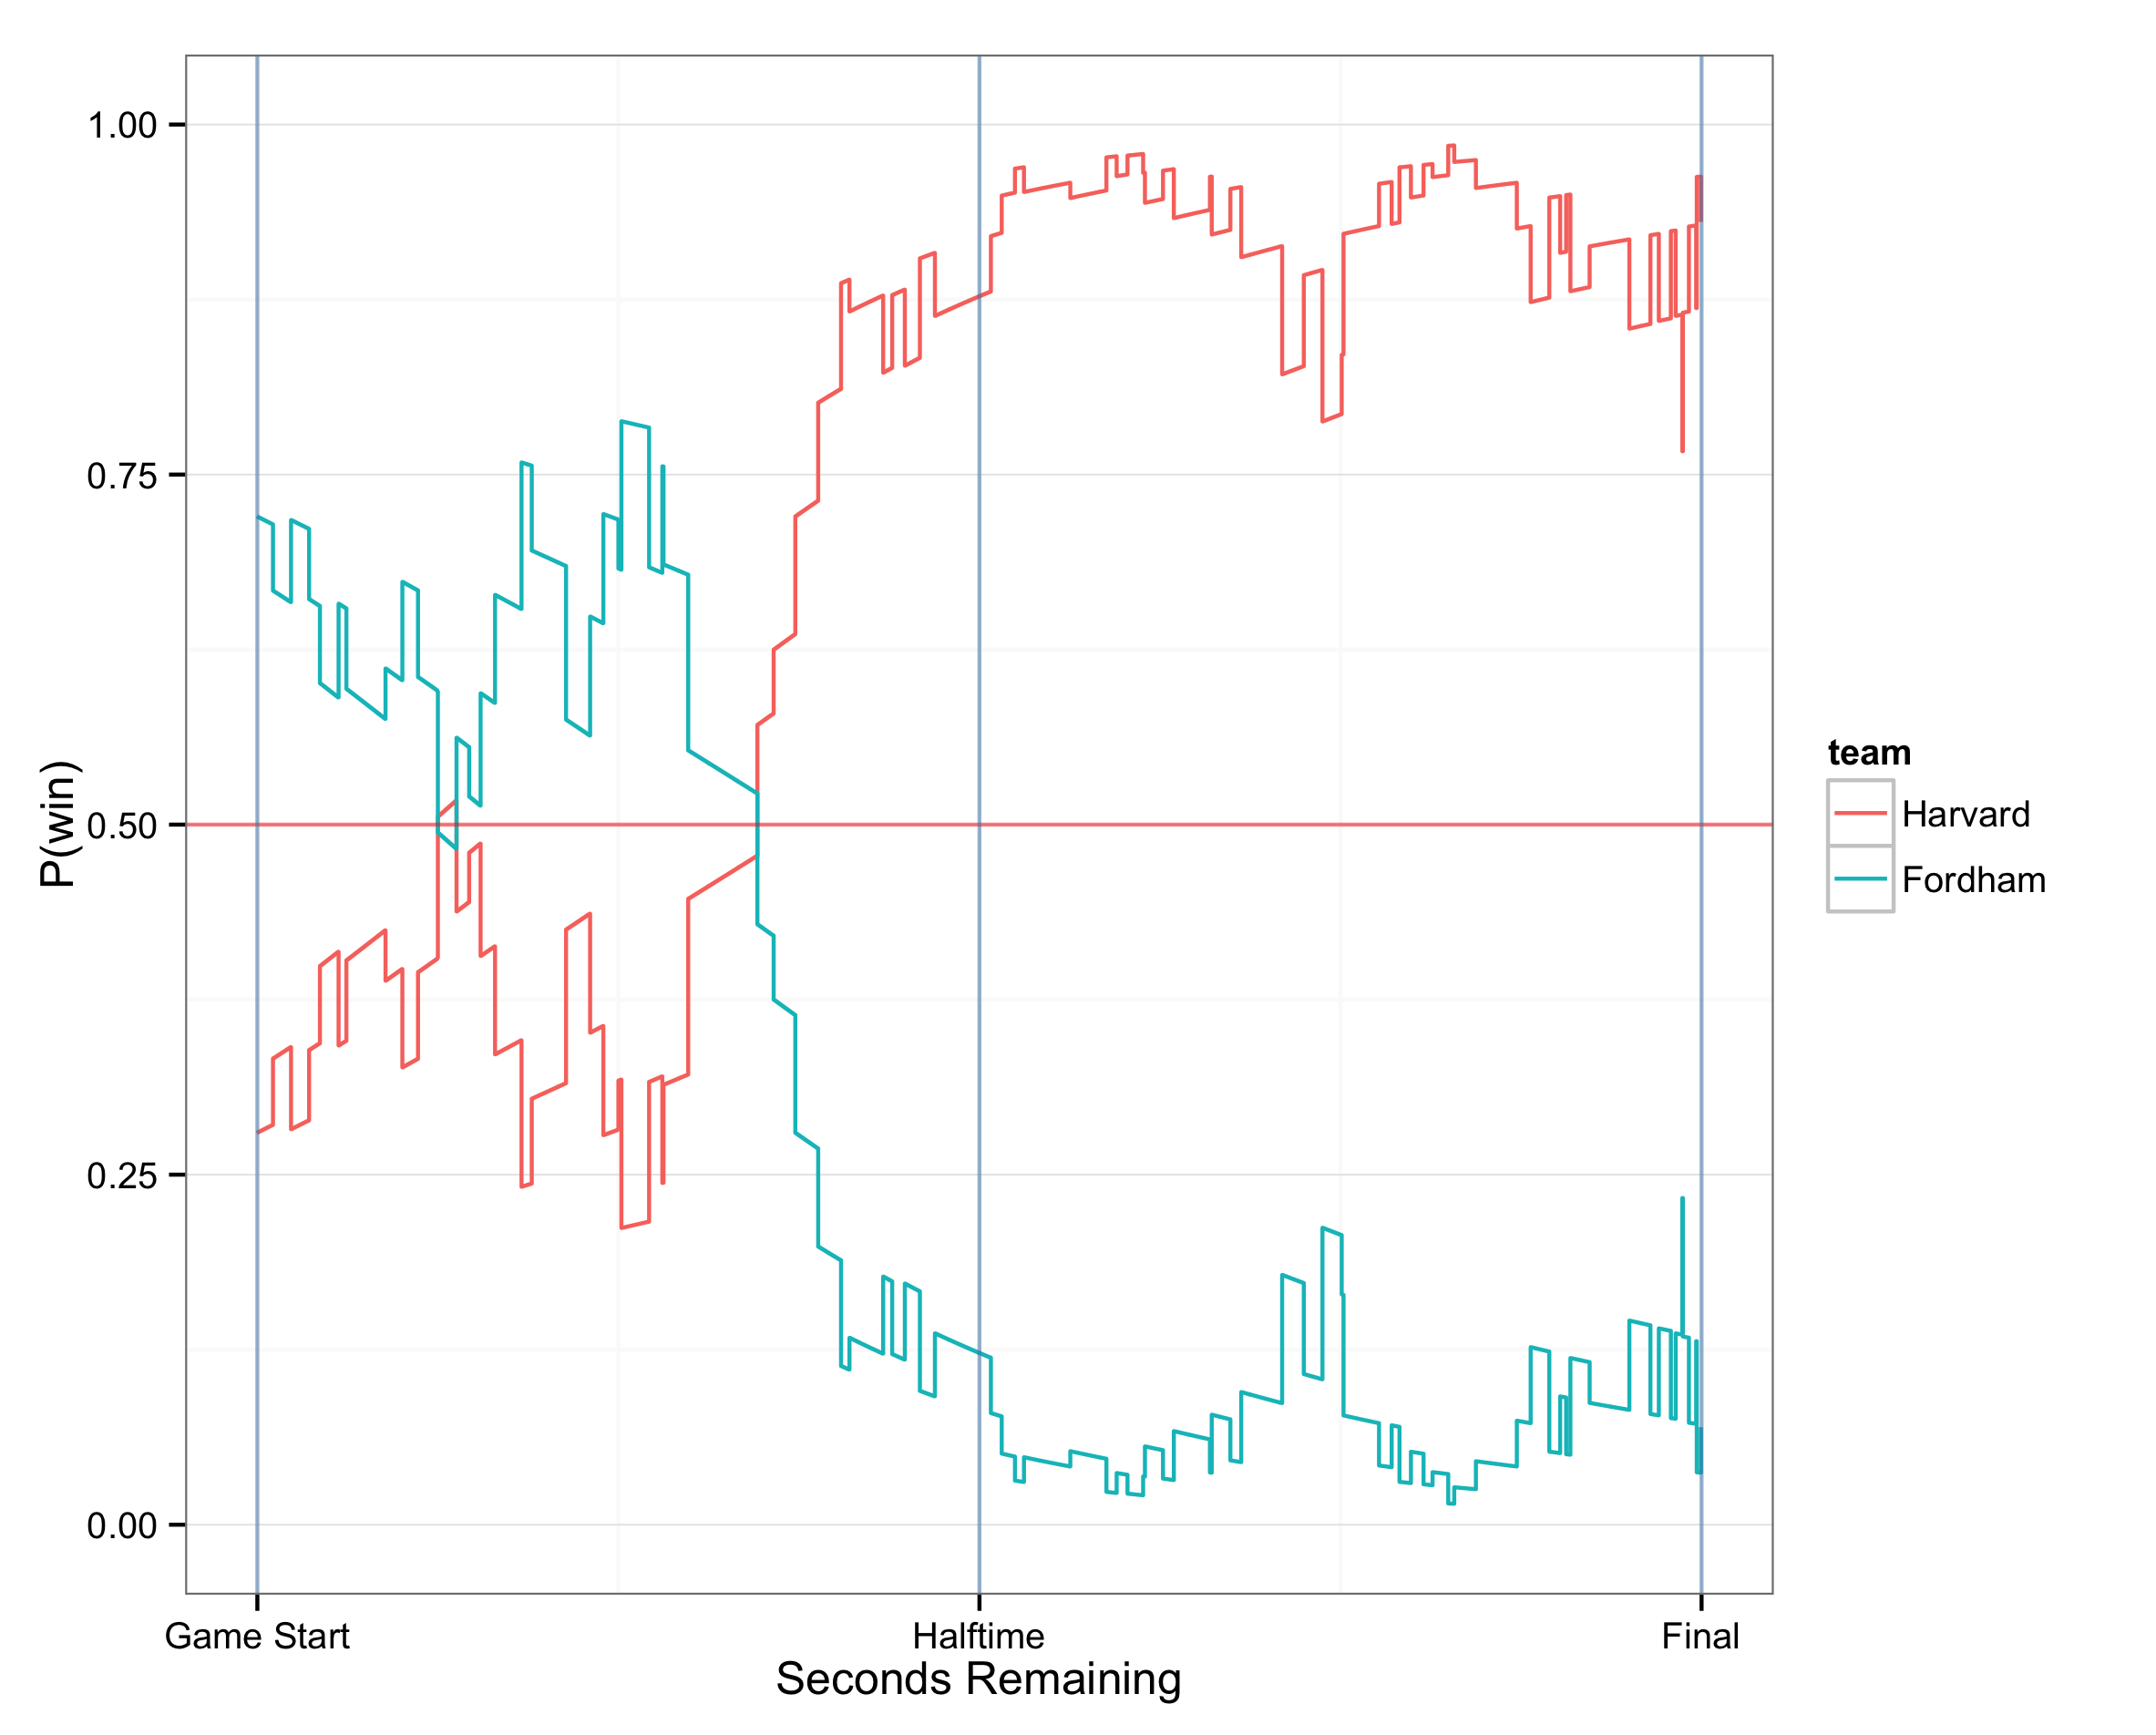 1.00
0.75
0.50
0.25
0.00
P(win)
Game Start
Halftime
Final
Seconds Remaining
team
Harvard
Fordham